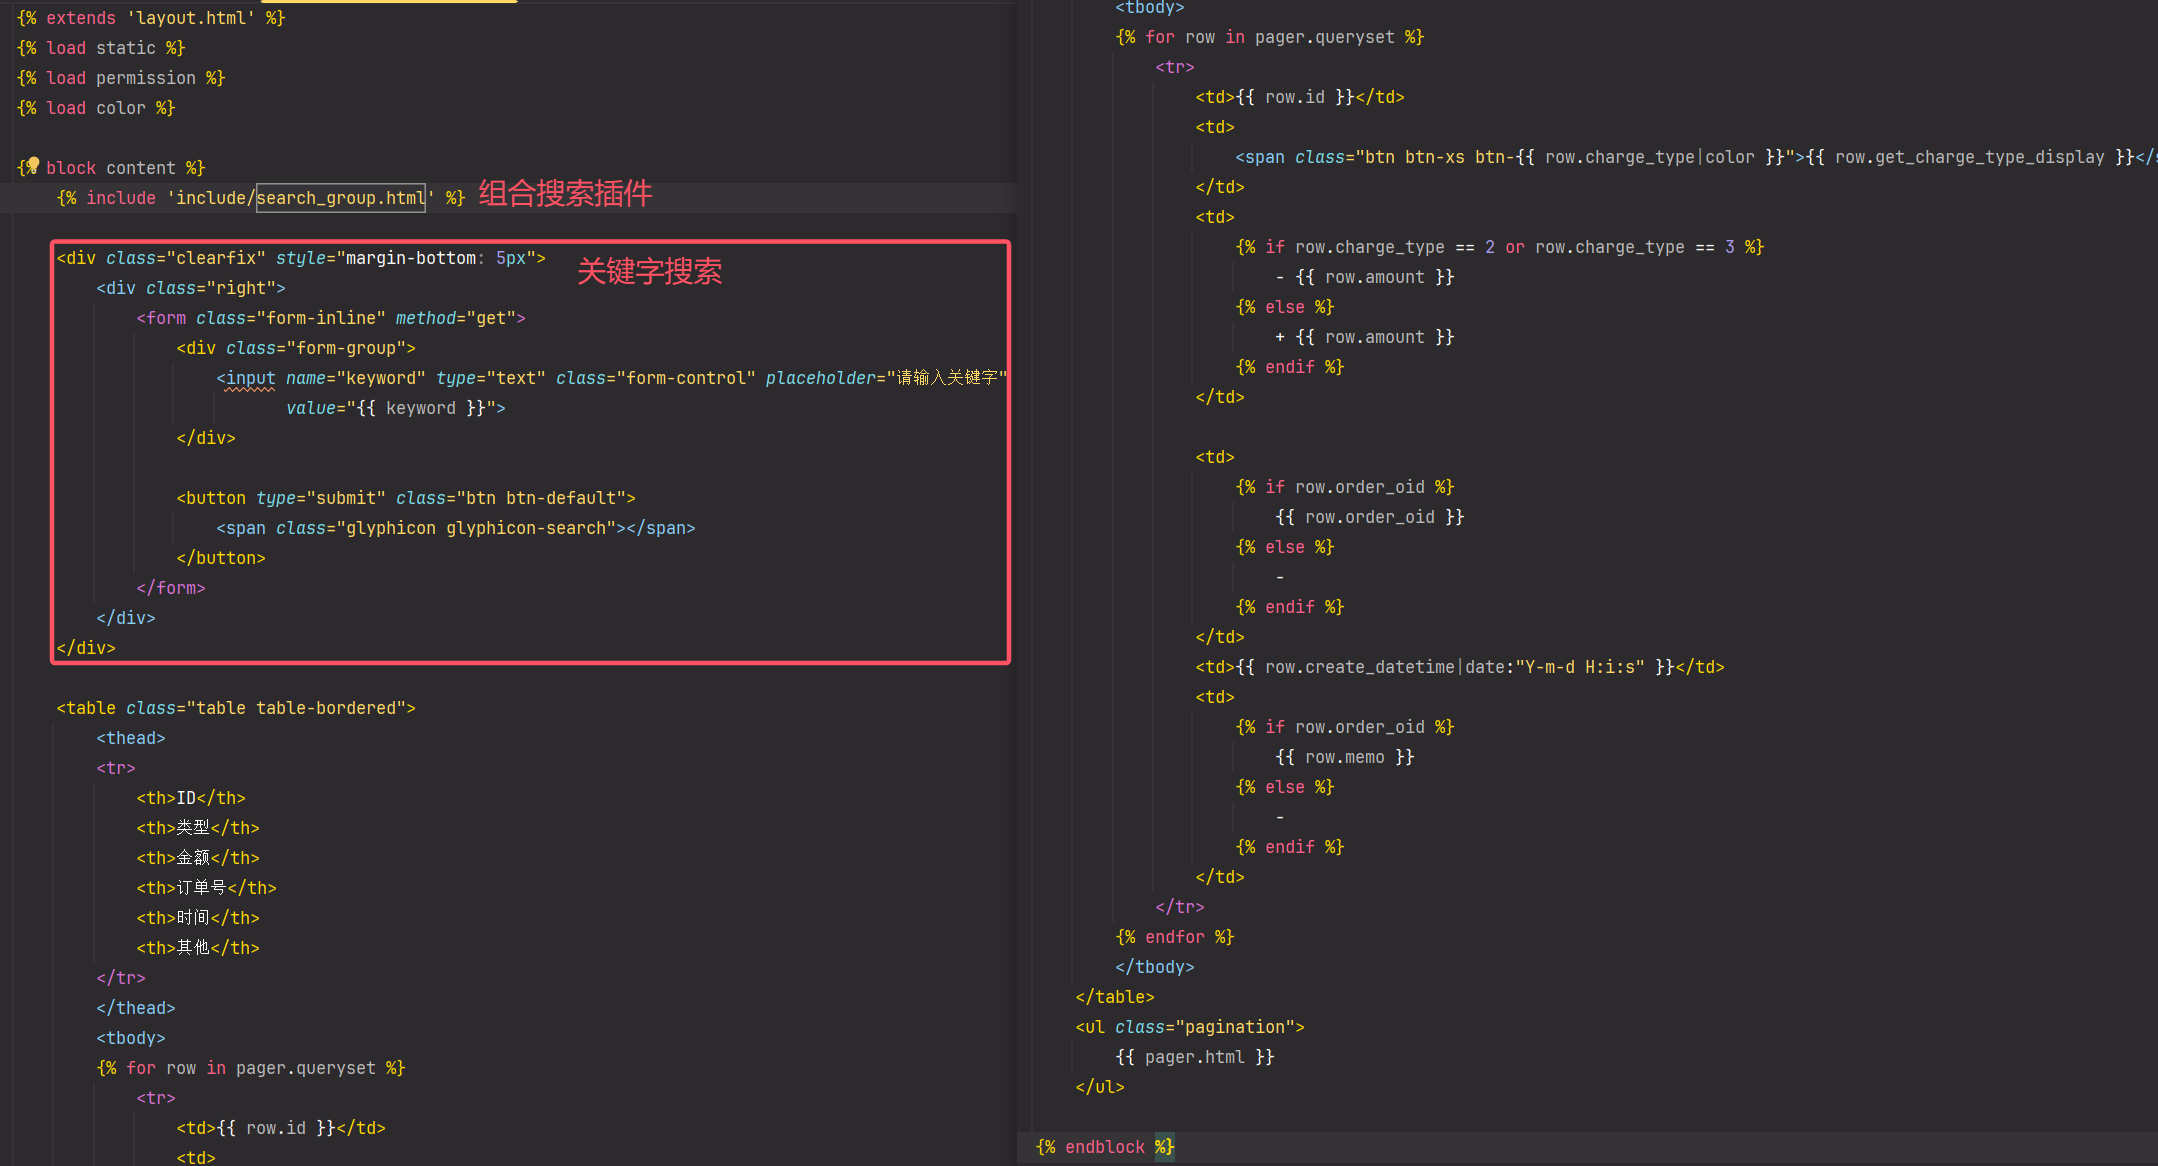 {% extends 'layout.html' %}
{% load static %}
{% load permission %}
{% load color %}
{% block content %}
{% include 'include/search_group.html' %} 组合搜索插件
<div class="clearfix" style="margin-bottom: 5px"> 关键字搜索
<div class="right">
<form class="form-inline" method="get">
<div class="form-group">
<input name="keyword" type="text" class="form-control" placeholder="请输入关键字"
value="{{ keyword }}">
</div>
<button type="submit" class="btn btn-default">
<span class="glyphicon glyphicon-search"></span>
</button>
</form>
</div>
</div>
<table class="table table-bordered">
<thead>
<tr>
<th>ID</th>
<th>类型</th>
<th>金额</th>
<th>订单号</th>
<th>时间</th>
<th>其他</th>
</tr>
</thead>
<tbody>
{% for row in pager.queryset %}
<tr>
<td>{{ row.id }}</td>
<td>
<tbody>
{% for row in pager.queryset %}
<tr>
<td>{{ row.id }}</td>
<td>
<span class="btn btn-xs btn-{{ row.charge_type|color }}">{{ row.get_charge_type_display }}</
</td>
<td>
{% if row.charge_type == 2 or row.charge_type == 3 %}
- {{ row.amount }}
{% else %}
+ {{ row.amount }}
{% endif %}
</td>
<td>
{% if row.order_oid %}
{{ row.order_oid }}
{% else %}
-
{% endif %}
</td>
<td>{{ row.create_datetime|date:"Y-m-d H:i:s" }}</td>
<td>
{% if row.order_oid %}
{{ row.memo }}
{% else %}
-
{% endif %}
</td>
</tr>
{% endfor %}
</tbody>
</table>
<ul class="pagination">
{{ pager.html }}
</ul>
{% endblock %}